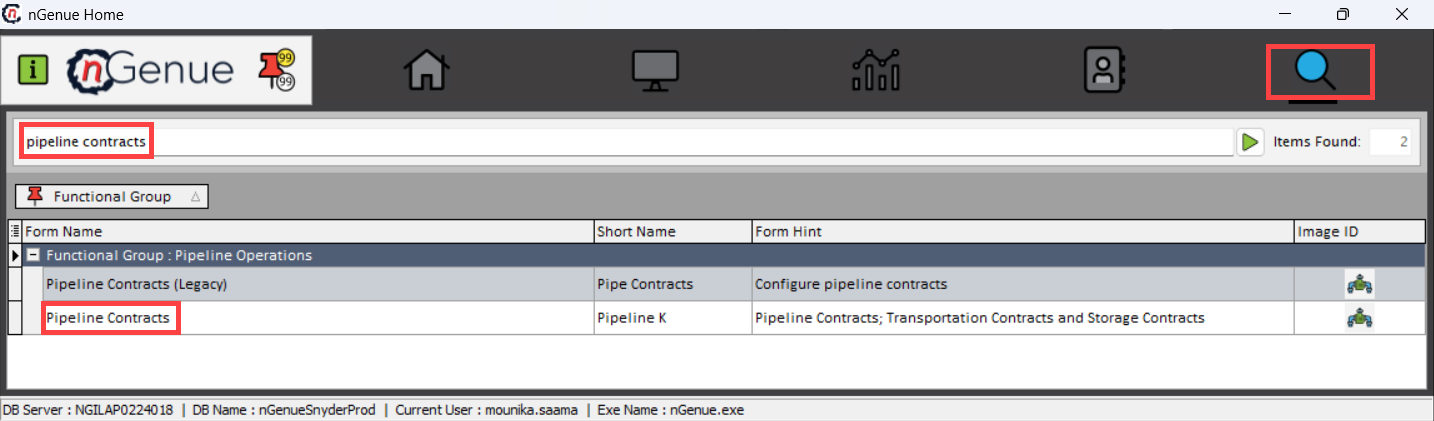 nGenue Home
i nGenue 99 99
pipeline contracts Items Found: 2
Functional Group
Form Name Short Name Form Hint Image ID
Functional Group : Pipeline Operations
Pipeline Contracts (Legacy) Pipe Contracts Configure pipeline contracts
Pipeline Contracts Pipeline K Pipeline Contracts; Transportation Contracts and Storage Contracts
DB Server : NGILAP0224018 | DB Name : nGenueSnyderProd | Current User : mounika.saama | Exe Name : nGenue.exe